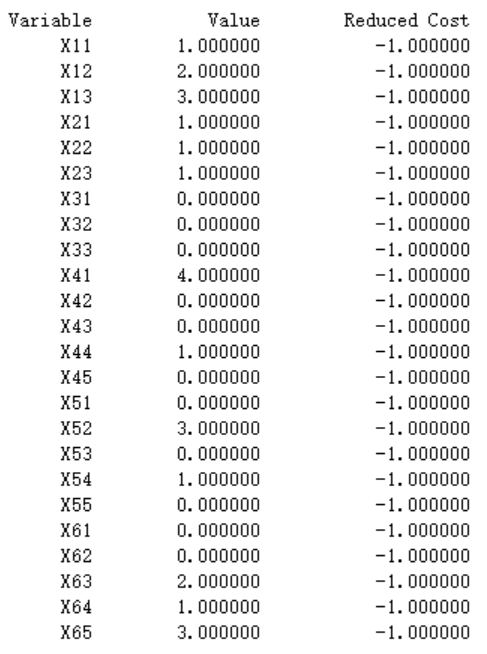 Variable Value Reduced Cost
X11 1.000000 -1.000000
X12 2.000000 -1.000000
X13 3.000000 -1.000000
X21 1.000000 -1.000000
X22 1.000000 -1.000000
X23 1.000000 -1.000000
X31 0.000000 -1.000000
X32 0.000000 -1.000000
X33 0.000000 -1.000000
X41 4.000000 -1.000000
X42 0.000000 -1.000000
X43 0.000000 -1.000000
X44 1.000000 -1.000000
X45 0.000000 -1.000000
X51 0.000000 -1.000000
X52 3.000000 -1.000000
X53 0.000000 -1.000000
X54 1.000000 -1.000000
X55 0.000000 -1.000000
X61 0.000000 -1.000000
X62 0.000000 -1.000000
X63 2.000000 -1.000000
X64 1.000000 -1.000000
X65 3.000000 -1.000000